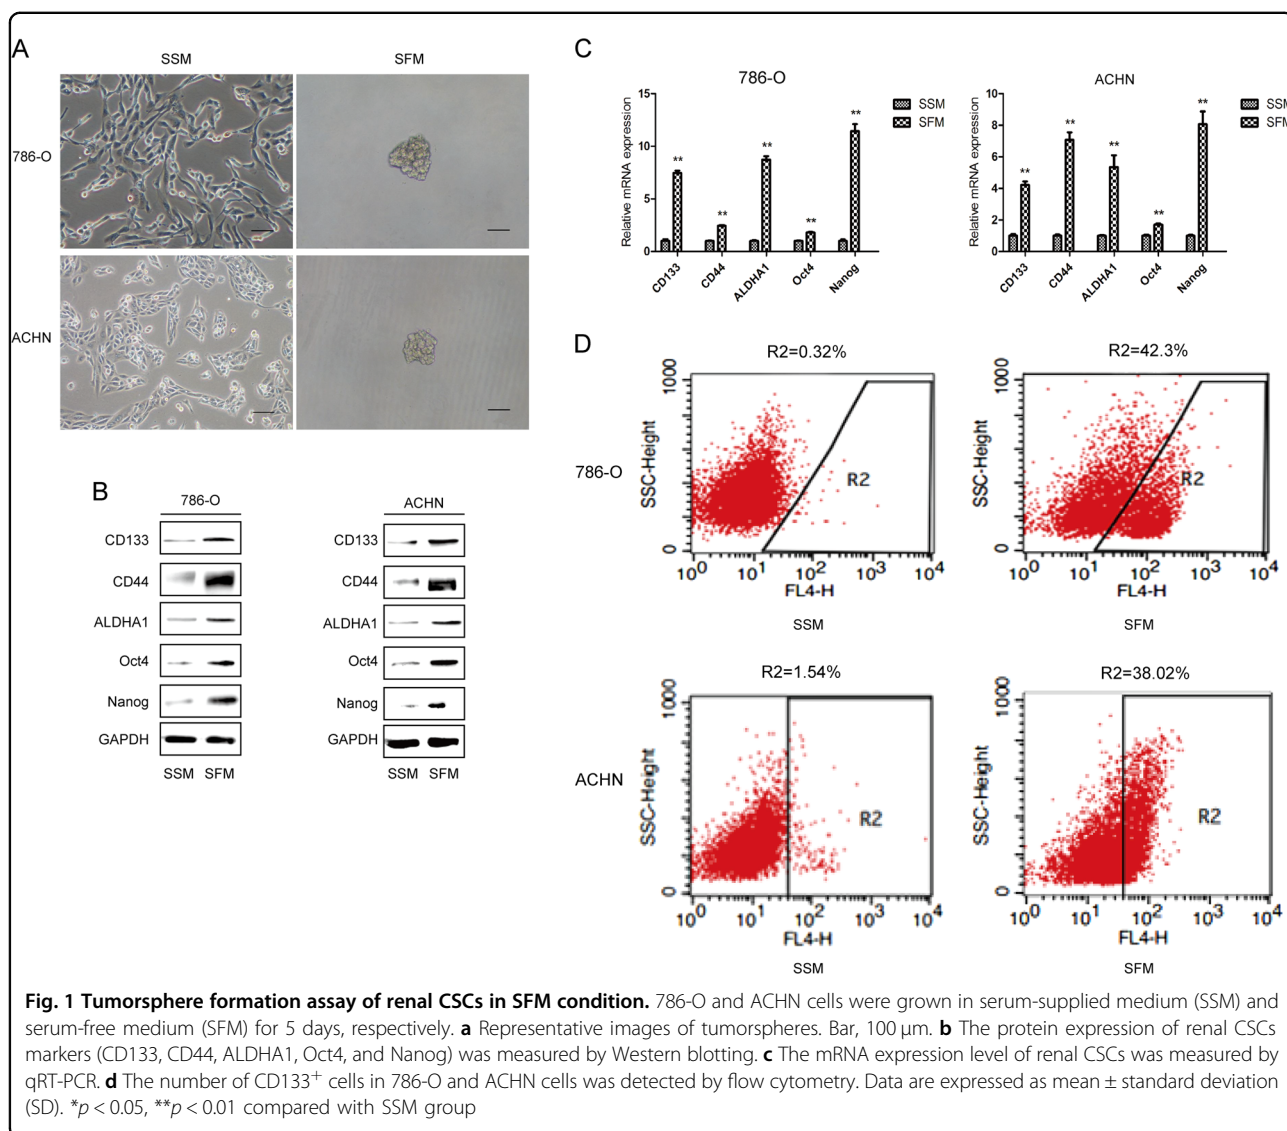 A
SSM
SFM
786-O
ACHN
B
786-O
CD133
CD44
ALDHA1
Oct4
Nanog
GAPDH
SSM SFM
ACHN
CD133
CD44
ALDHA1
Oct4
Nanog
GAPDH
SSM SFM
C
786-O
Relative mRNA expression
15
10
5
0
** ** ** ** **
CD133 CD44 ALDHA1 Oct4 Nanog
SSM
SFM
ACHN
Relative mRNA expression
10
8
6
4
2
0
** ** ** ** **
CD133 CD44 ALDHA1 Oct4 Nanog
SSM
SFM
D
786-O
R2=0.32%
SSC-Height
1000
0
R2
10⁰ 10¹ 10² 10³ 10⁴
FL4-H
SSM
R2=42.3%
SSC-Height
1000
0
R2
10⁰ 10¹ 10² 10³ 10⁴
FL4-H
SFM
ACHN
R2=1.54%
SSC-Height
1000
0
R2
10⁰ 10¹ 10² 10³ 10⁴
FL4-H
SSM
R2=38.02%
SSC-Height
1000
0
R2
10⁰ 10¹ 10² 10³ 10⁴
FL4-H
SFM
Fig. 1 Tumorsphere formation assay of renal CSCs in SFM condition. 786-O and ACHN cells were grown in serum-supplied medium (SSM) and
serum-free medium (SFM) for 5 days, respectively. a Representative images of tumorspheres. Bar, 100 μm. b The protein expression of renal CSCs
markers (CD133, CD44, ALDHA1, Oct4, and Nanog) was measured by Western blotting. c The mRNA expression level of renal CSCs was measured by
qRT-PCR. d The number of CD133⁺ cells in 786-O and ACHN cells was detected by flow cytometry. Data are expressed as mean ± standard deviation
(SD). *p < 0.05, **p < 0.01 compared with SSM group